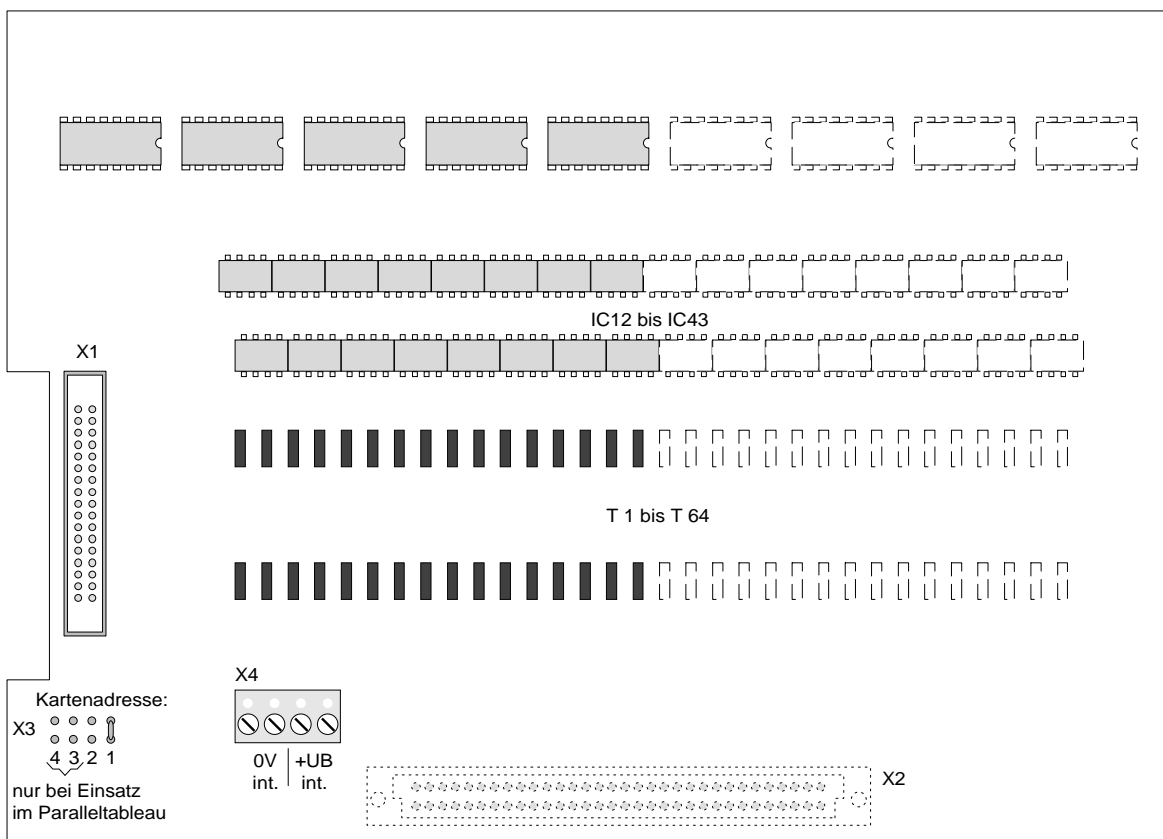 IC12 bis IC43
X1
T 1 bis T 64
X4
Kartenadresse:
X3
4 3 2 1
0V +UB
int. int.
nur bei Einsatz
im Paralleltableau
X2